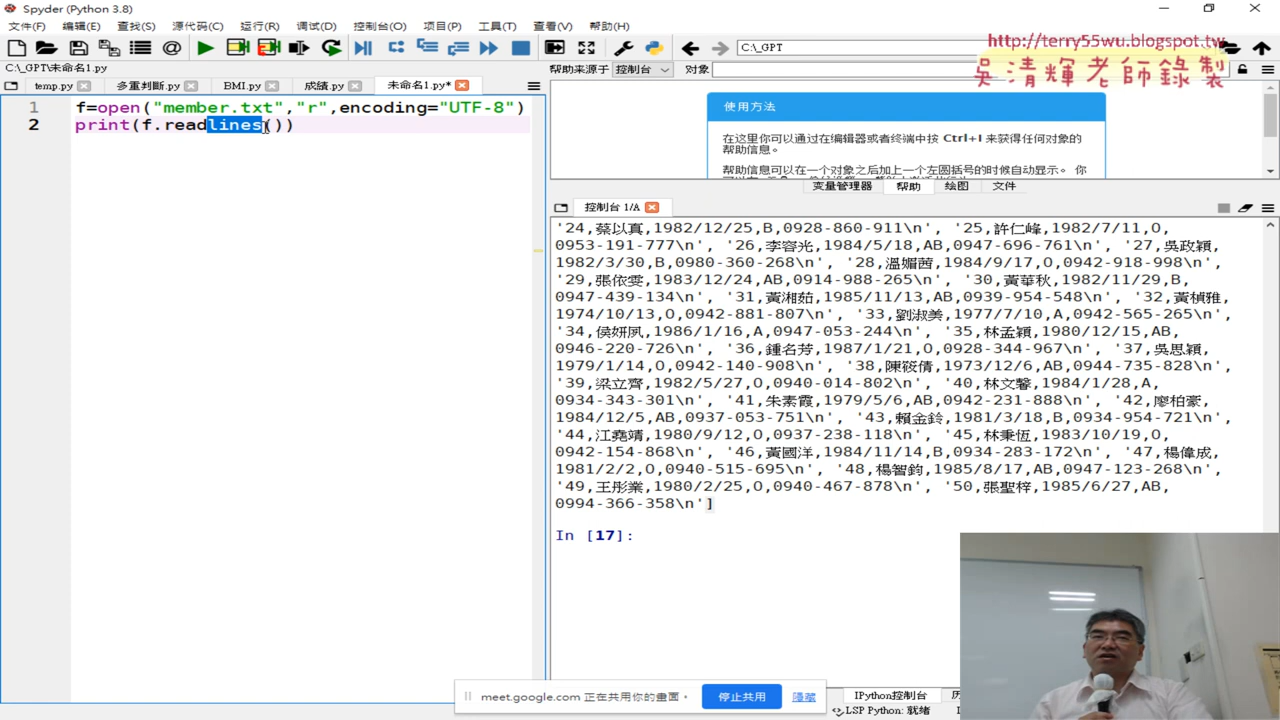 Spyder (Python 3.8)
文件(F) 编辑(E) 查找(S) 源代码(C) 运行(R) 调试(D) 控制台(O) 项目(P) 工具(T) 查看(V) 帮助(H)
C:\_GPT
http://terry55wu.blogspot.tw
吳清輝老師錄製
C:\_GPT\未命名1.py
帮助来源于 控制台 对象
temp.py 多重判斷.py BMI.py 成績.py 未命名1.py*
1 f=open("member.txt","r",encoding="UTF-8")
2 print(f.readlines())
使用方法
在这里你可以通过在编辑器或者终端中按 Ctrl+I 来获得任何对象的
帮助信息。
帮助信息可以在一个对象之后加上一个左圆括号的时候自动显示。 你
变量管理器 帮助 绘图 文件
控制台 1/A
'24,蔡以真,1982/12/25,B,0928-860-911\n', '25,許仁峰,1982/7/11,O,
0953-191-777\n', '26,李容光,1984/5/18,AB,0947-696-761\n', '27,吳政穎,
1982/3/30,B,0980-360-268\n', '28,溫媚茜,1984/9/17,O,0942-918-998\n',
'29,張依雯,1983/12/24,AB,0914-988-265\n', '30,黃華秋,1982/11/29,B,
0947-439-134\n', '31,黃湘茹,1985/11/13,AB,0939-954-548\n', '32,黃楨雅,
1974/10/13,O,0942-881-807\n', '33,劉淑美,1977/7/10,A,0942-565-265\n',
'34,侯妍夙,1986/1/16,A,0947-053-244\n', '35,林孟穎,1980/12/15,AB,
0946-220-726\n', '36,鍾名芳,1987/1/21,O,0928-344-967\n', '37,吳思穎,
1979/1/14,O,0942-140-908\n', '38,陳筱倩,1973/12/6,AB,0944-735-828\n',
'39,梁立齊,1982/5/27,O,0940-014-802\n', '40,林文馨,1984/1/28,A,
0934-343-301\n', '41,朱素霞,1979/5/6,AB,0942-231-888\n', '42,廖柏豪,
1984/12/5,AB,0937-053-751\n', '43,賴金鈴,1981/3/18,B,0934-954-721\n',
'44,江堯靖,1980/9/12,O,0937-238-118\n', '45,林秉恆,1983/10/19,O,
0942-154-868\n', '46,黃國洋,1984/11/14,B,0934-283-172\n', '47,楊偉成,
1981/2/2,O,0940-515-695\n', '48,楊智鈞,1985/8/17,AB,0947-123-268\n',
'49,王彤業,1980/2/25,O,0940-467-878\n', '50,張聖梓,1985/6/27,AB,
0994-366-358\n']
In [17]:
meet.google.com 正在共用你的畫面。 停止共用 隱藏
IPython控制台
LSP Python: 就绪